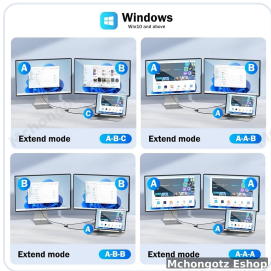 Windows
Win10 and above
A
B
C
Extend mode
A-B-C
A
A
B
Extend mode
A-A-B
B
B
A
Extend mode
A-B-B
A
A
A
Extend mode
A-A-A
Mchongotz Eshop